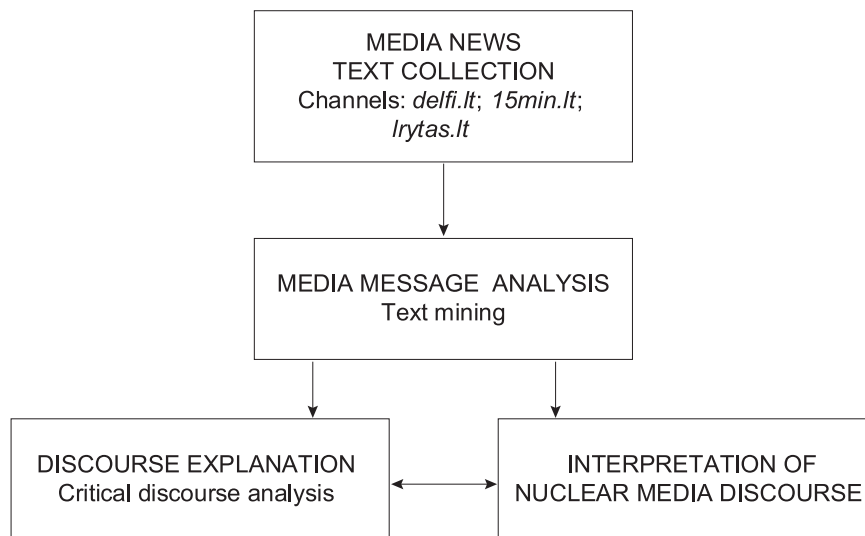 MEDIA NEWS
TEXT COLLECTION
Channels: delfi.lt; 15min.lt;
lrytas.lt
MEDIA MESSAGE ANALYSIS
Text mining
DISCOURSE EXPLANATION
Critical discourse analysis
INTERPRETATION OF
NUCLEAR MEDIA DISCOURSE